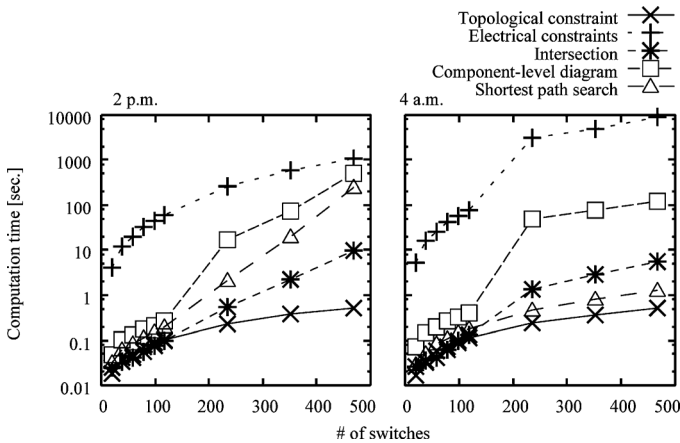 Topological constraint
Electrical constraints
Intersection
Component-level diagram
Shortest path search
2 p.m.
4 a.m.
Computation time [sec.]
10000
1000
100
10
1
0.1
0.01
0 100 200 300 400 500
0 100 200 300 400 500
# of switches